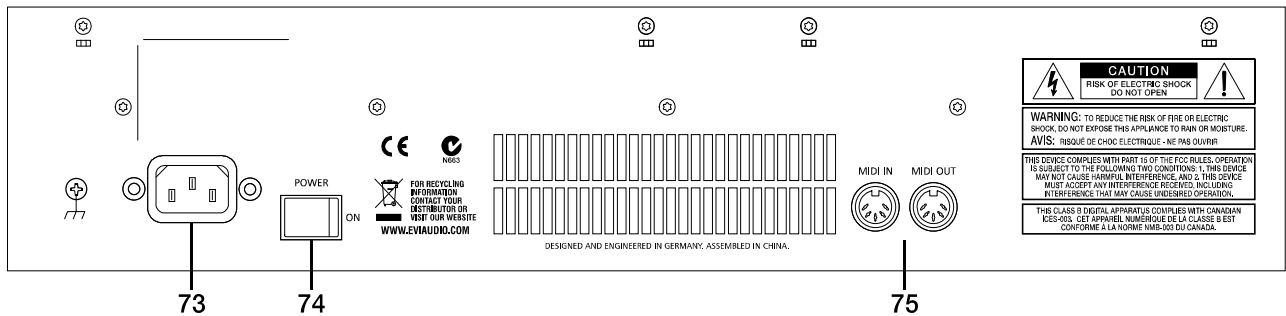 CAUTION
RISK OF ELECTRIC SHOCK
DO NOT OPEN
WARNING: TO REDUCE THE RISK OF FIRE OR ELECTRIC
SHOCK, DO NOT EXPOSE THIS APPLIANCE TO RAIN OR MOISTURE.
AVIS: RISQUÉ DE CHOC ELECTRIQUE - NE PAS OUVRIR
THIS DEVICE COMPLIES WITH PART 15 OF THE FCC RULES. OPERATION
IS SUBJECT TO THE FOLLOWING TWO CONDITIONS: 1, THIS DEVICE
MAY NOT CAUSE HARMFUL INTERFERENCE, AND 2. THIS DEVICE
MUST ACCEPT ANY INTERFERENCE RECEIVED, INCLUDING
INTERFERENCE THAT MAY CAUSE UNDESIRED OPERATION.
THIS CLASS B DIGITAL APPARATUS COMPLIES WITH CANADIAN
ICES-003. CET APPAREIL NUMÉRIQUE DE LA CLASSE B EST
CONFORME À LA NORME NMB-003 DU CANADA.
CE
N663
POWER
ON
FOR RECYCLING
INFORMATION
CONTACT YOUR
DISTRIBUTOR OR
VISIT OUR WEBSITE
WWW.EVIAUDIO.COM
MIDI IN
MIDI OUT
DESIGNED AND ENGINEERED IN GERMANY. ASSEMBLED IN CHINA.
73
74
75